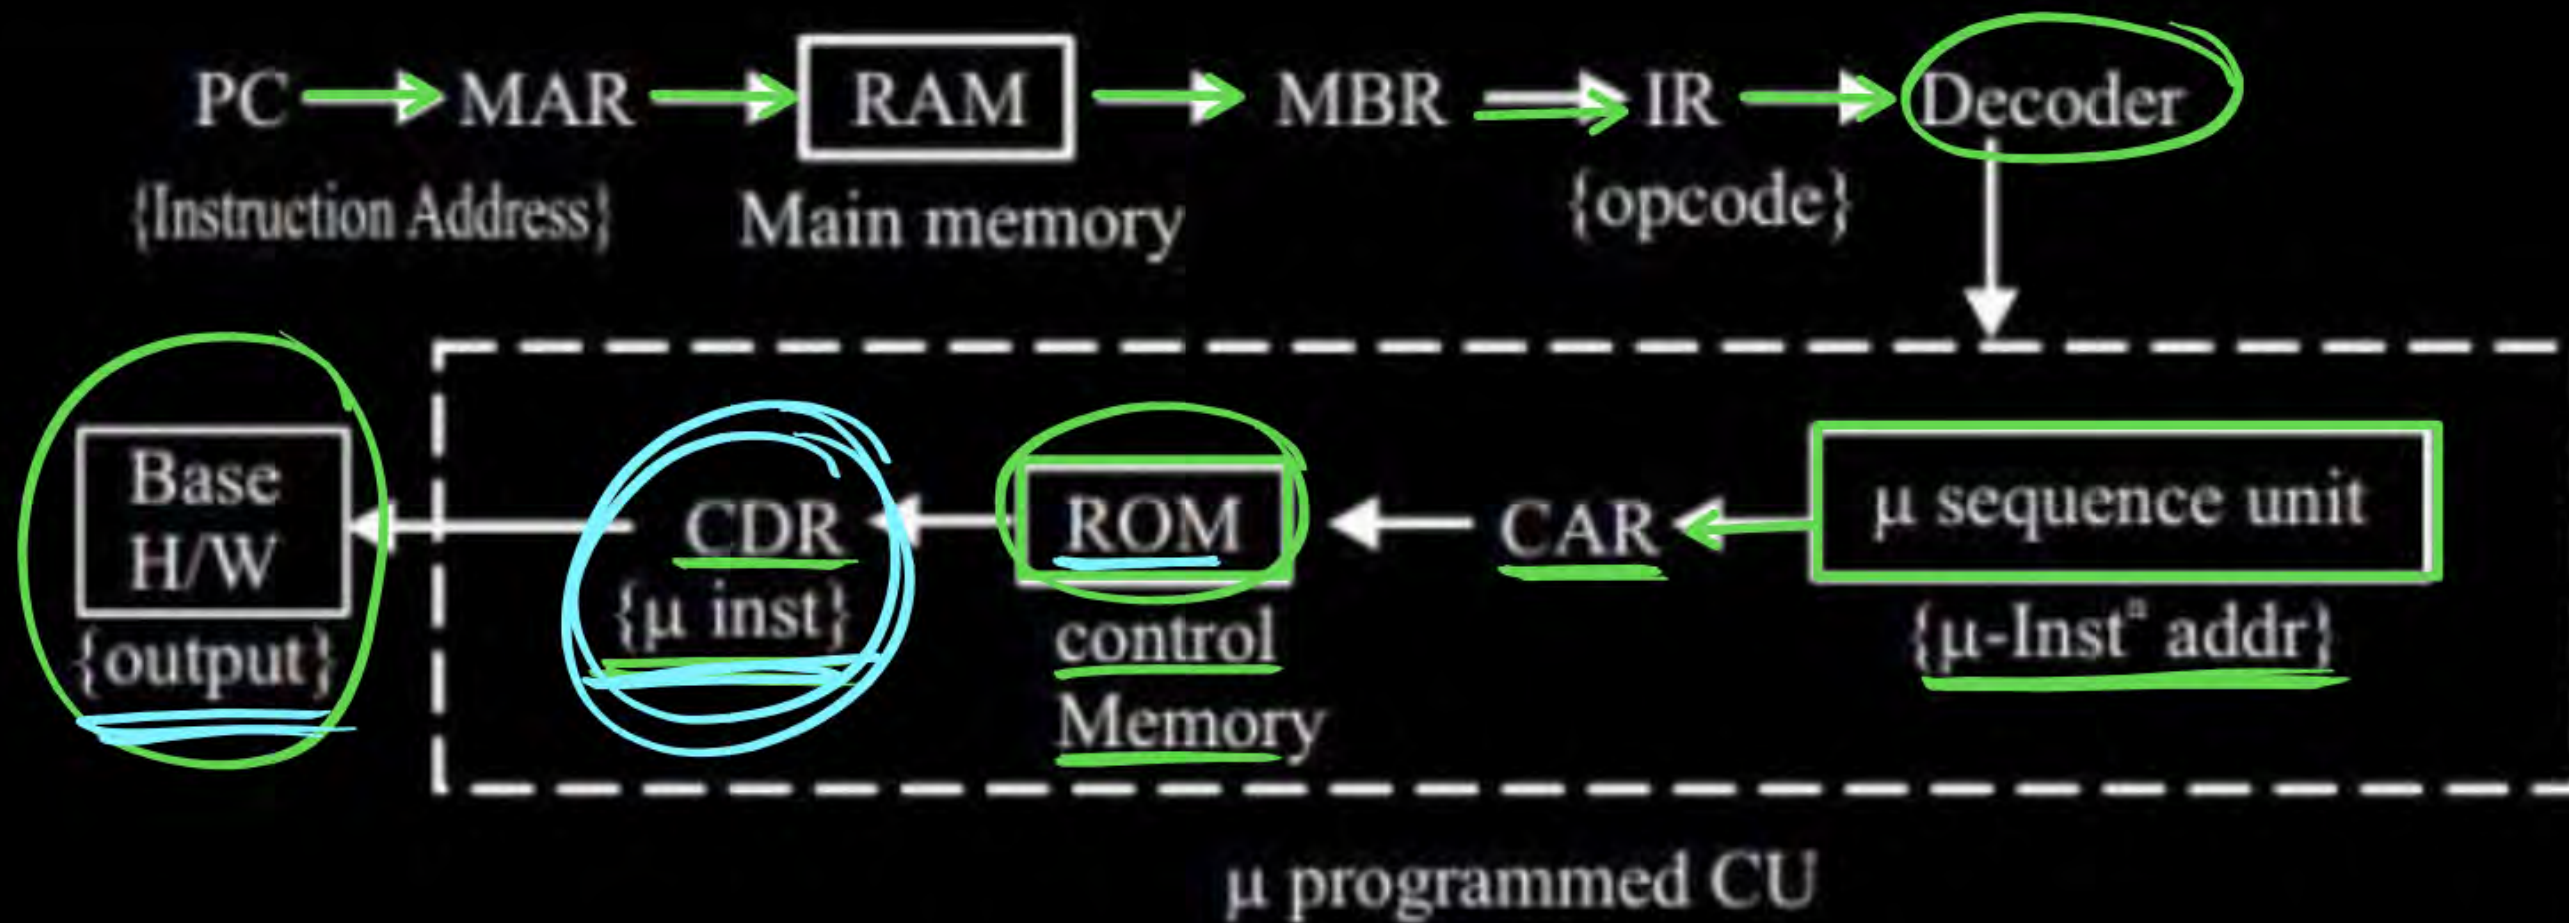 PC MAR RAM MBR IR Decoder
{Instruction Address} Main memory {opcode}
Base H/W
{output}
CDR
{μ inst}
ROM
control
Memory
CAR
μ sequence unit
{μ-Instⁿ addr}
μ programmed CU